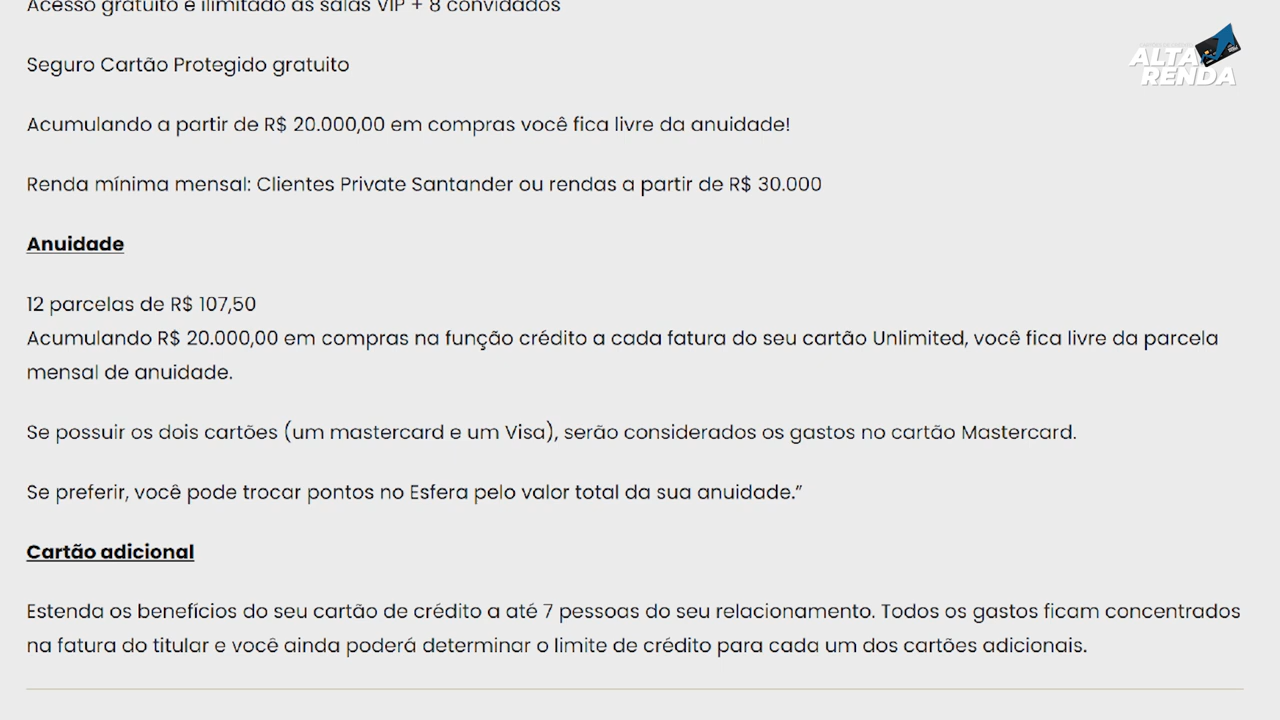 Acesso gratuito e ilimitado às salas VIP + 8 convidados
ALTA
RENDA
Seguro Cartão Protegido gratuito
Acumulando a partir de R$ 20.000,00 em compras você fica livre da anuidade!
Renda mínima mensal: Clientes Private Santander ou rendas a partir de R$ 30.000
Anuidade
12 parcelas de R$ 107,50
Acumulando R$ 20.000,00 em compras na função crédito a cada fatura do seu cartão Unlimited, você fica livre da parcela
mensal de anuidade.
Se possuir os dois cartões (um mastercard e um Visa), serão considerados os gastos no cartão Mastercard.
Se preferir, você pode trocar pontos no Esfera pelo valor total da sua anuidade.”
Cartão adicional
Estenda os benefícios do seu cartão de crédito a até 7 pessoas do seu relacionamento. Todos os gastos ficam concentrados
na fatura do titular e você ainda poderá determinar o limite de crédito para cada um dos cartões adicionais.